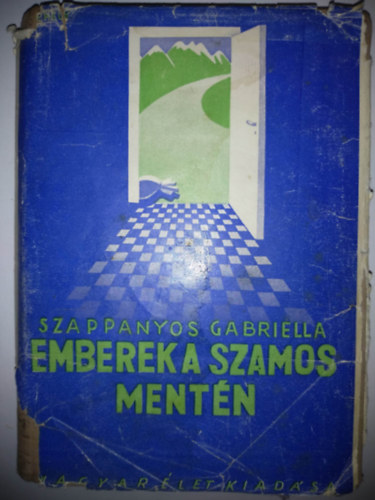 SZAPPANYOS GABRIELLA
EMBEREK A SZAMOS
MENTÉN
MAGYAR ÉLET KIADÁSA